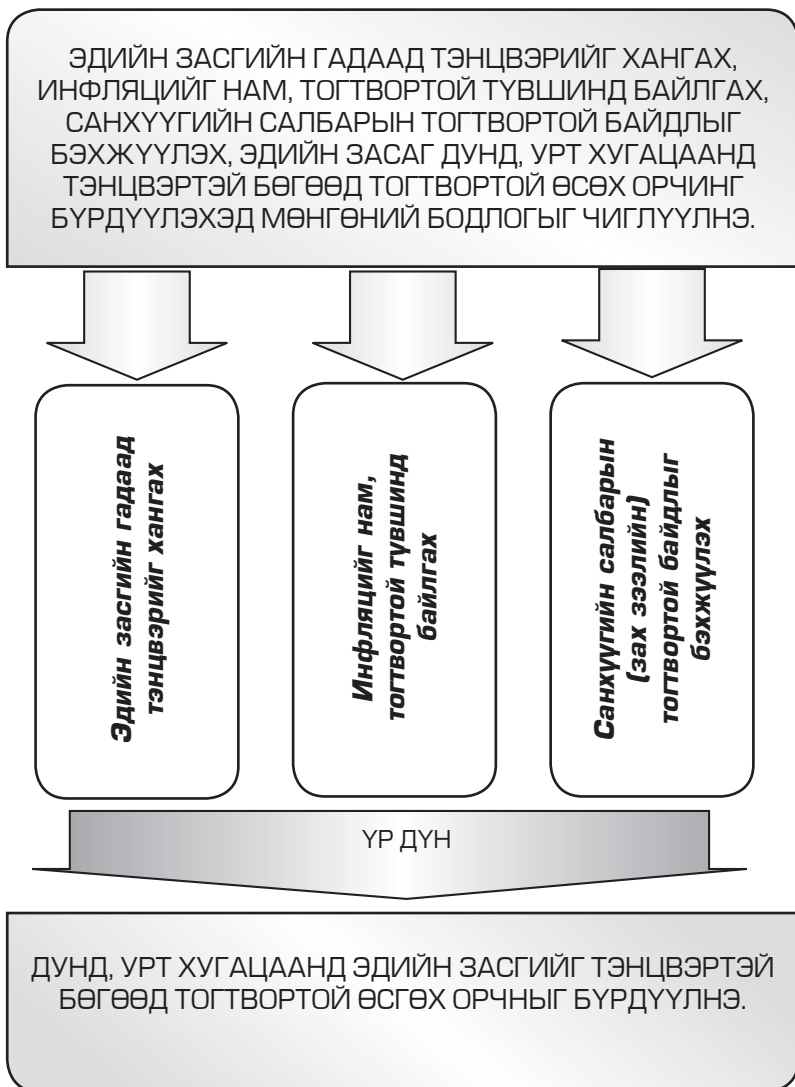 ЭДИЙН ЗАСГИЙН ГАДААД ТЭНЦВЭРИЙГ ХАНГАХ,
ИНФЛЯЦИЙГ НАМ, ТОГТВОРТОЙ ТҮВШИНД БАЙЛГАХ,
САНХҮҮГИЙН САЛБАРЫН ТОГТВОРТОЙ БАЙДЛЫГ
БЭХЖҮҮЛЭХ, ЭДИЙН ЗАСАГ ДУНД, УРТ ХУГАЦААНД
ТЭНЦВЭРТЭЙ БӨГӨӨД ТОГТВОРТОЙ ӨСӨХ ОРЧИНГ
БҮРДҮҮЛЭХЭД МӨНГӨНИЙ БОДЛОГЫГ ЧИГЛҮҮЛНЭ.
Эдийн засгийн гадаад
тэнцвэрийг хангах
Инфляцийг нам,
тогтвортой түвшинд
байлгах
Санхүүгийн салбарын
(зах зээлийн)
тогтвортой байдлыг
бэхжүүлэх
ҮР ДҮН
ДУНД, УРТ ХУГАЦААНД ЭДИЙН ЗАСГИЙГ ТЭНЦВЭРТЭЙ
БӨГӨӨД ТОГТВОРТОЙ ӨСГӨХ ОРЧНЫГ БҮРДҮҮЛНЭ.